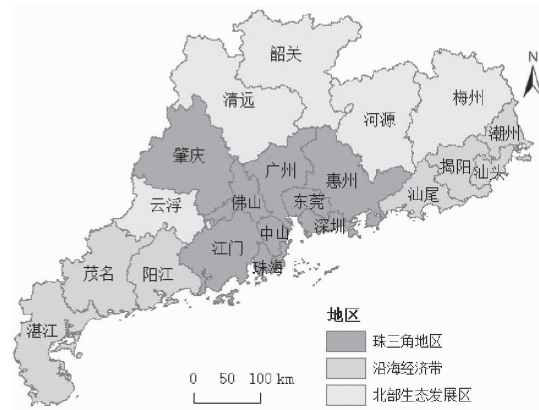 韶关
N
清远
梅州
河源
潮州
肇庆
揭阳
汕头
广州
惠州
汕尾
佛山
东莞
云浮
深圳
中山
江门
珠海
茂名
阳江
湛江
地区
珠三角地区
沿海经济带
北部生态发展区
0 50 100 km